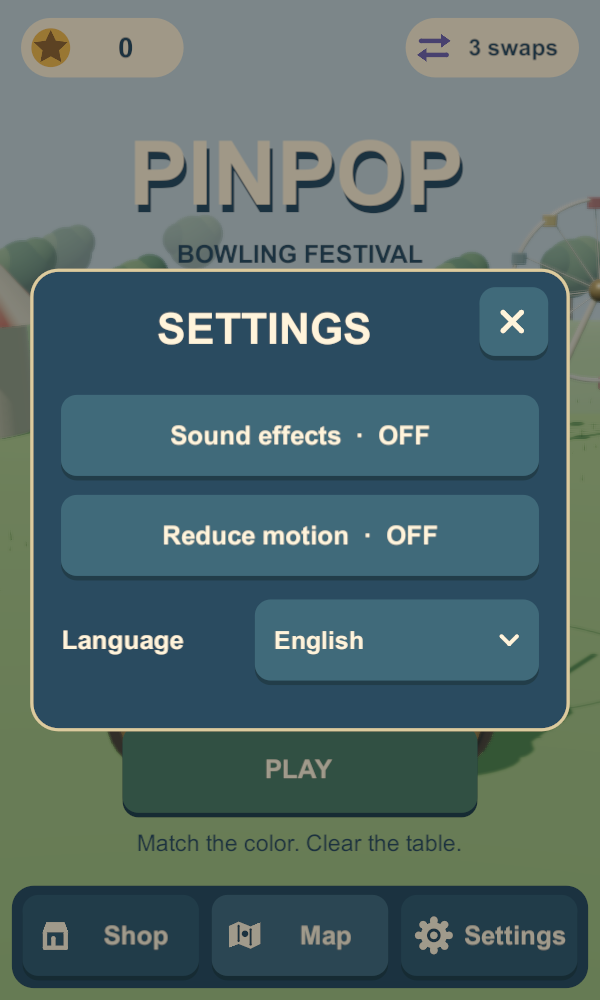 0
3 swaps
PINPOP
BOWLING FESTIVAL
SETTINGS
Sound effects · OFF
Reduce motion · OFF
Language
English
PLAY
Match the color. Clear the table.
Shop
Map
Settings